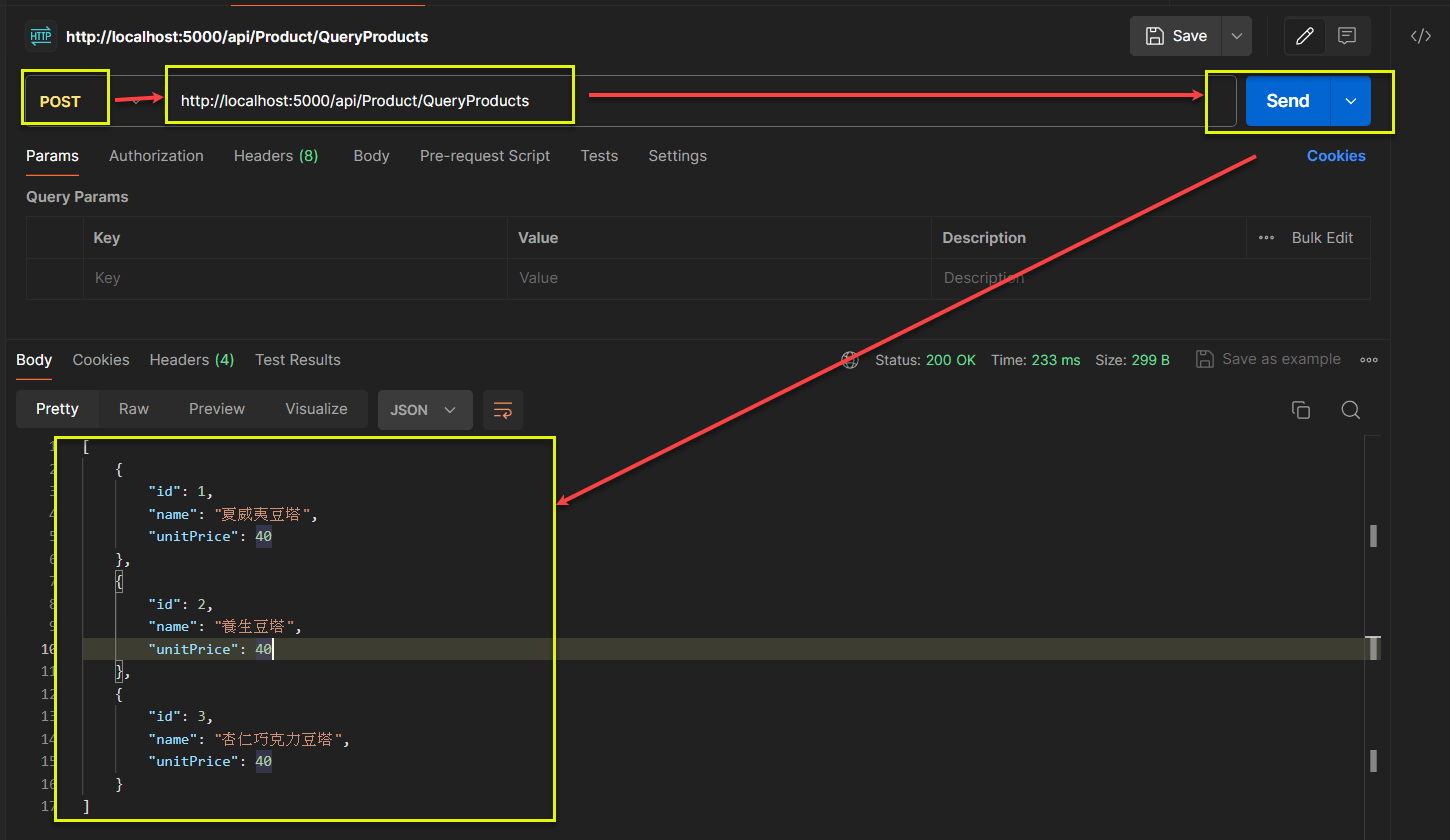 HTTP http://localhost:5000/api/Product/QueryProducts Save
POST http://localhost:5000/api/Product/QueryProducts Send
Params Authorization Headers (8) Body Pre-request Script Tests Settings Cookies
Query Params
Key Value Description Bulk Edit
Key Value Description
Body Cookies Headers (4) Test Results Status: 200 OK Time: 233 ms Size: 299 B Save as example
Pretty Raw Preview Visualize JSON
1 [
2 {
3 "id": 1,
4 "name": "夏威夷豆塔",
5 "unitPrice": 40
6 },
7 {
8 "id": 2,
9 "name": "養生豆塔",
10 "unitPrice": 40
11 },
12 {
13 "id": 3,
14 "name": "杏仁巧克力豆塔",
15 "unitPrice": 40
16 }
17 ]